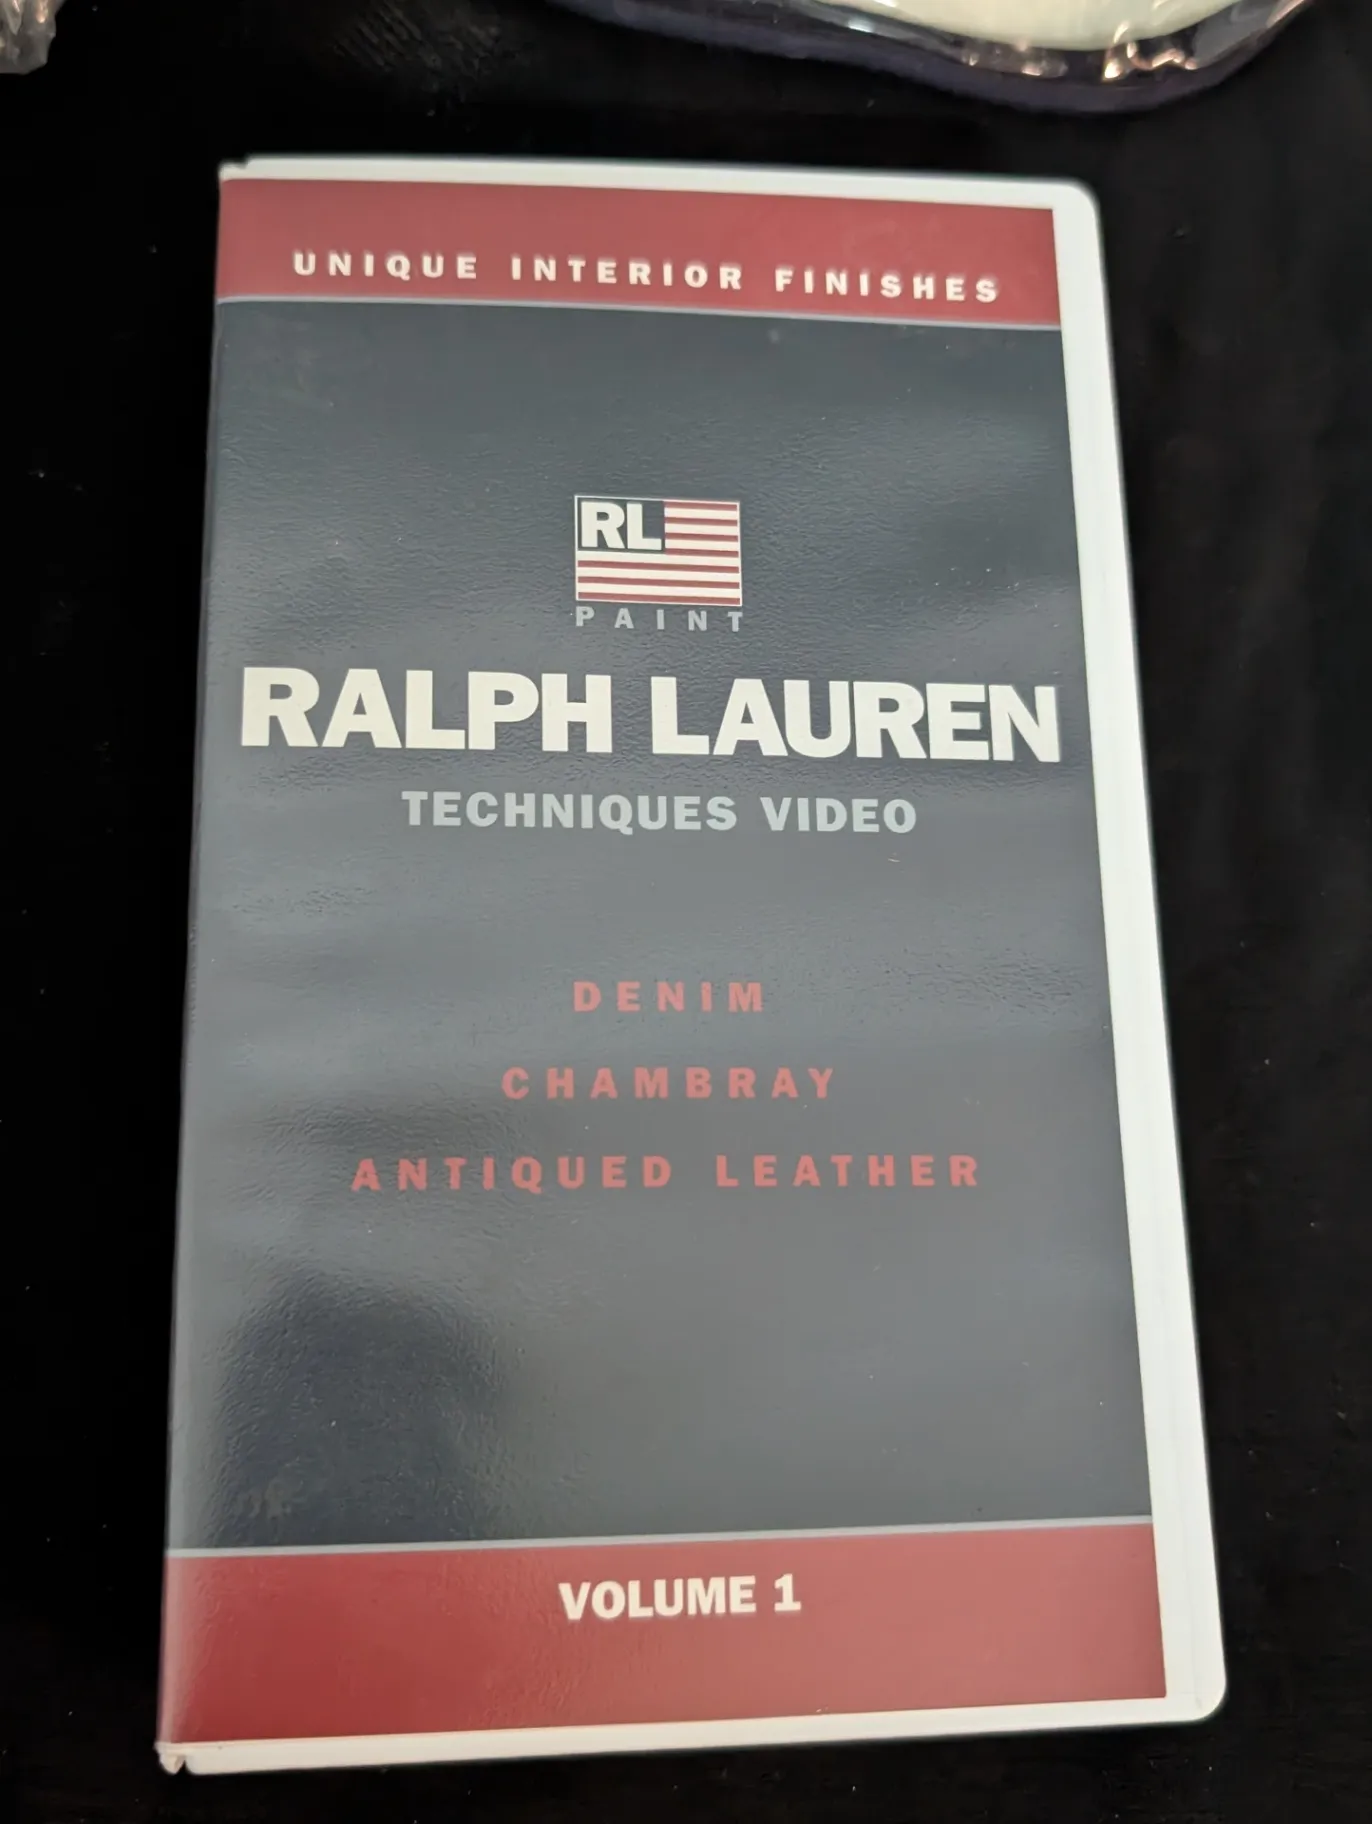 UNIQUE INTERIOR FINISHES
RL
PAINT
RALPH LAUREN
TECHNIQUES VIDEO
DENIM
CHAMBRAY
ANTIQUED LEATHER
VOLUME 1